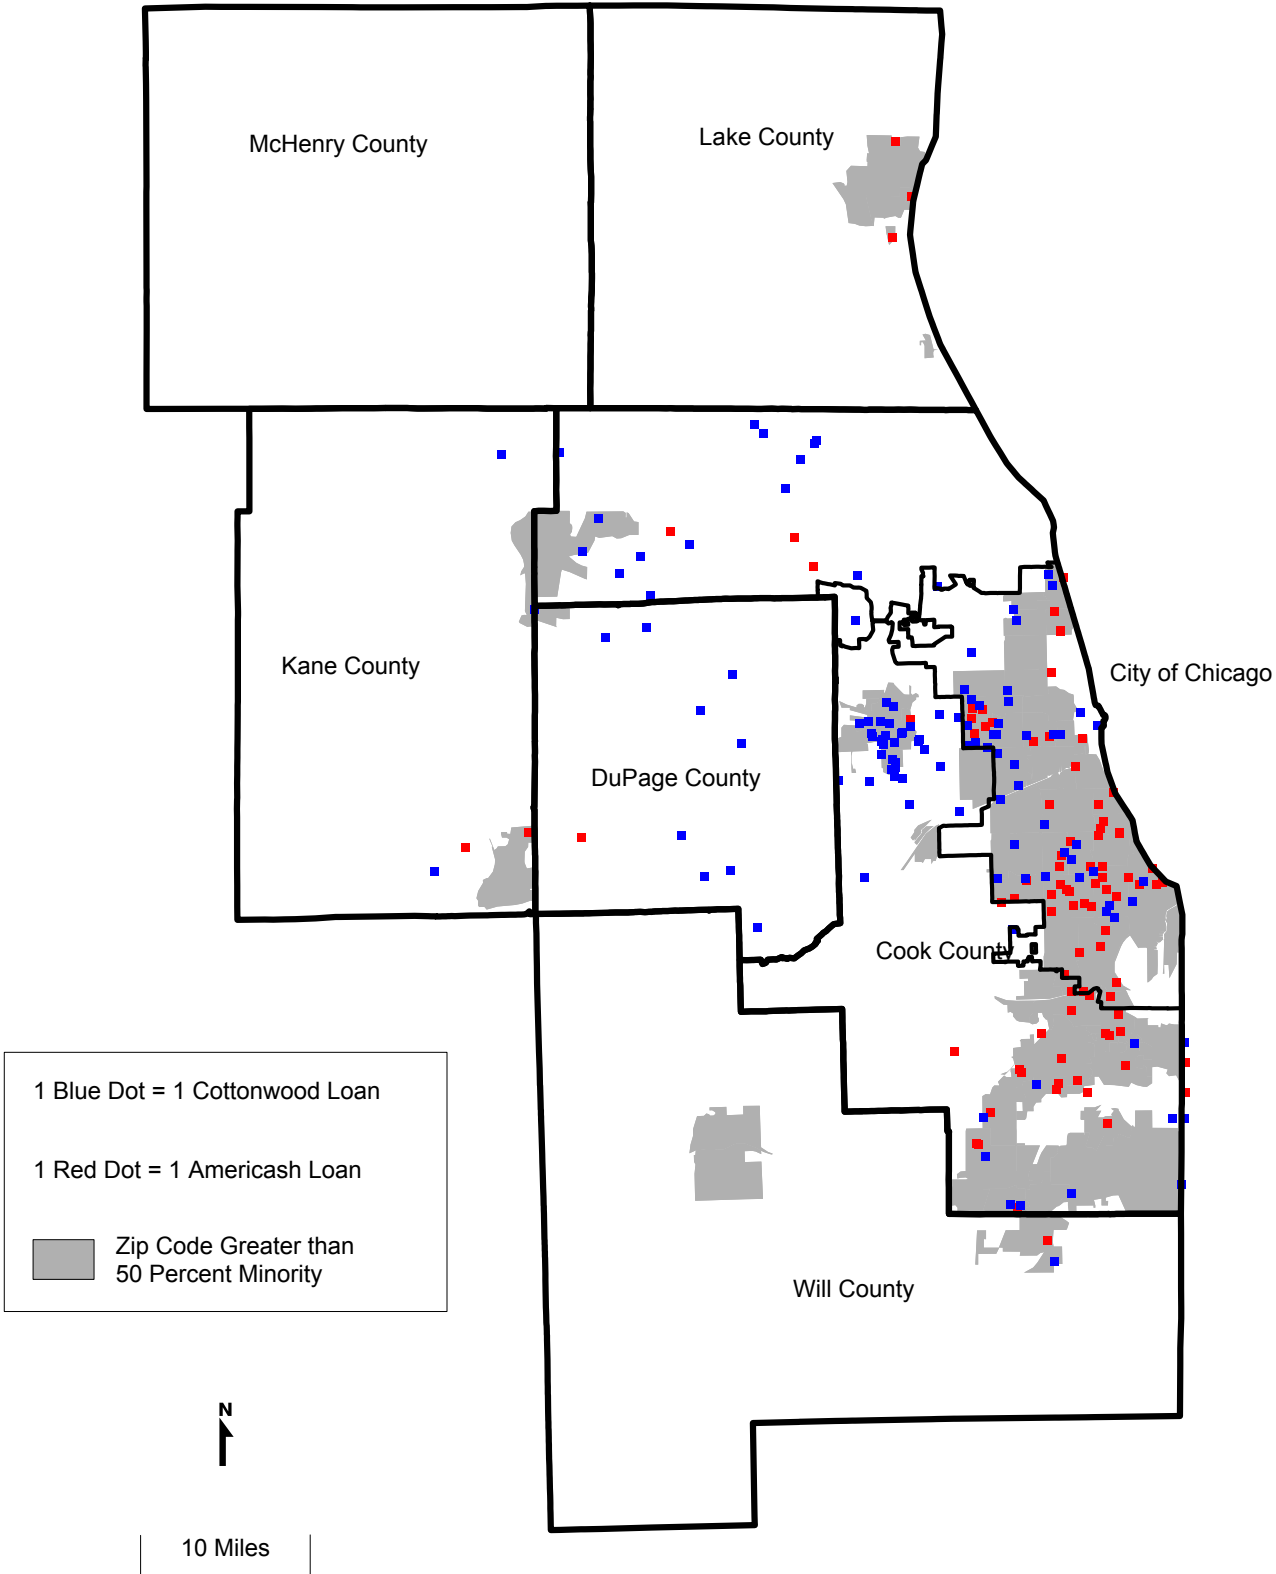 McHenry County
Lake County
Kane County
City of Chicago
DuPage County
Cook County
1 Blue Dot = 1 Cottonwood Loan
1 Red Dot = 1 Americash Loan
Zip Code Greater than
50 Percent Minority
Will County
N
10 Miles